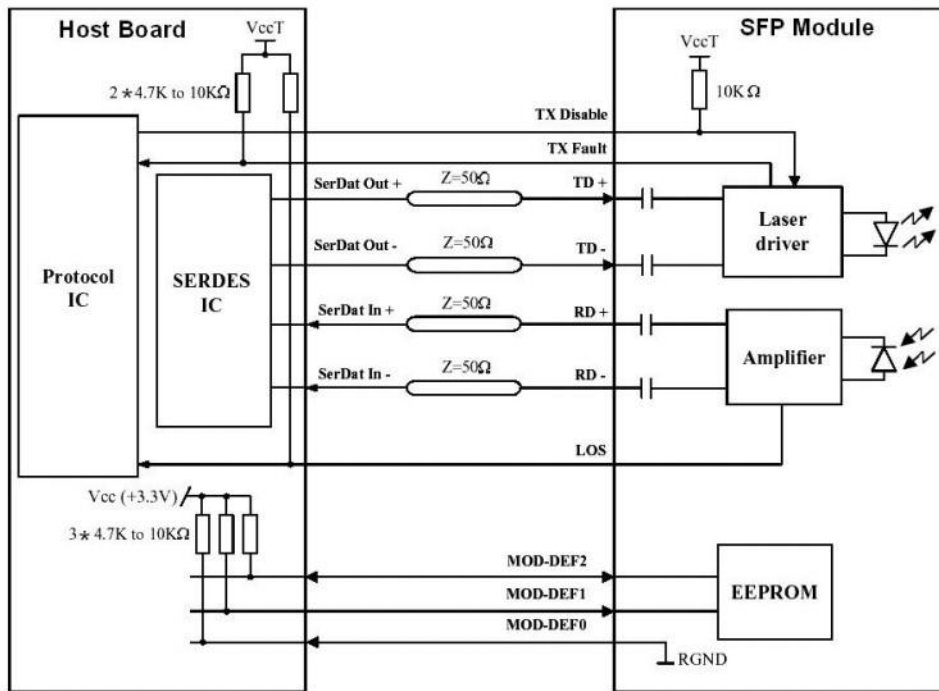 Host Board
SFP Module
VccT
VccT
2*4.7K to 10KΩ
10KΩ
TX Disable
TX Fault
SerDat Out +
Z=50Ω
TD +
Laser
driver
SerDat Out -
Z=50Ω
TD -
Protocol
IC
SERDES
IC
SerDat In +
Z=50Ω
RD +
Amplifier
SerDat In -
Z=50Ω
RD -
LOS
Vcc (+3.3V)
3*4.7K to 10KΩ
MOD-DEF2
EEPROM
MOD-DEF1
MOD-DEF0
RGND